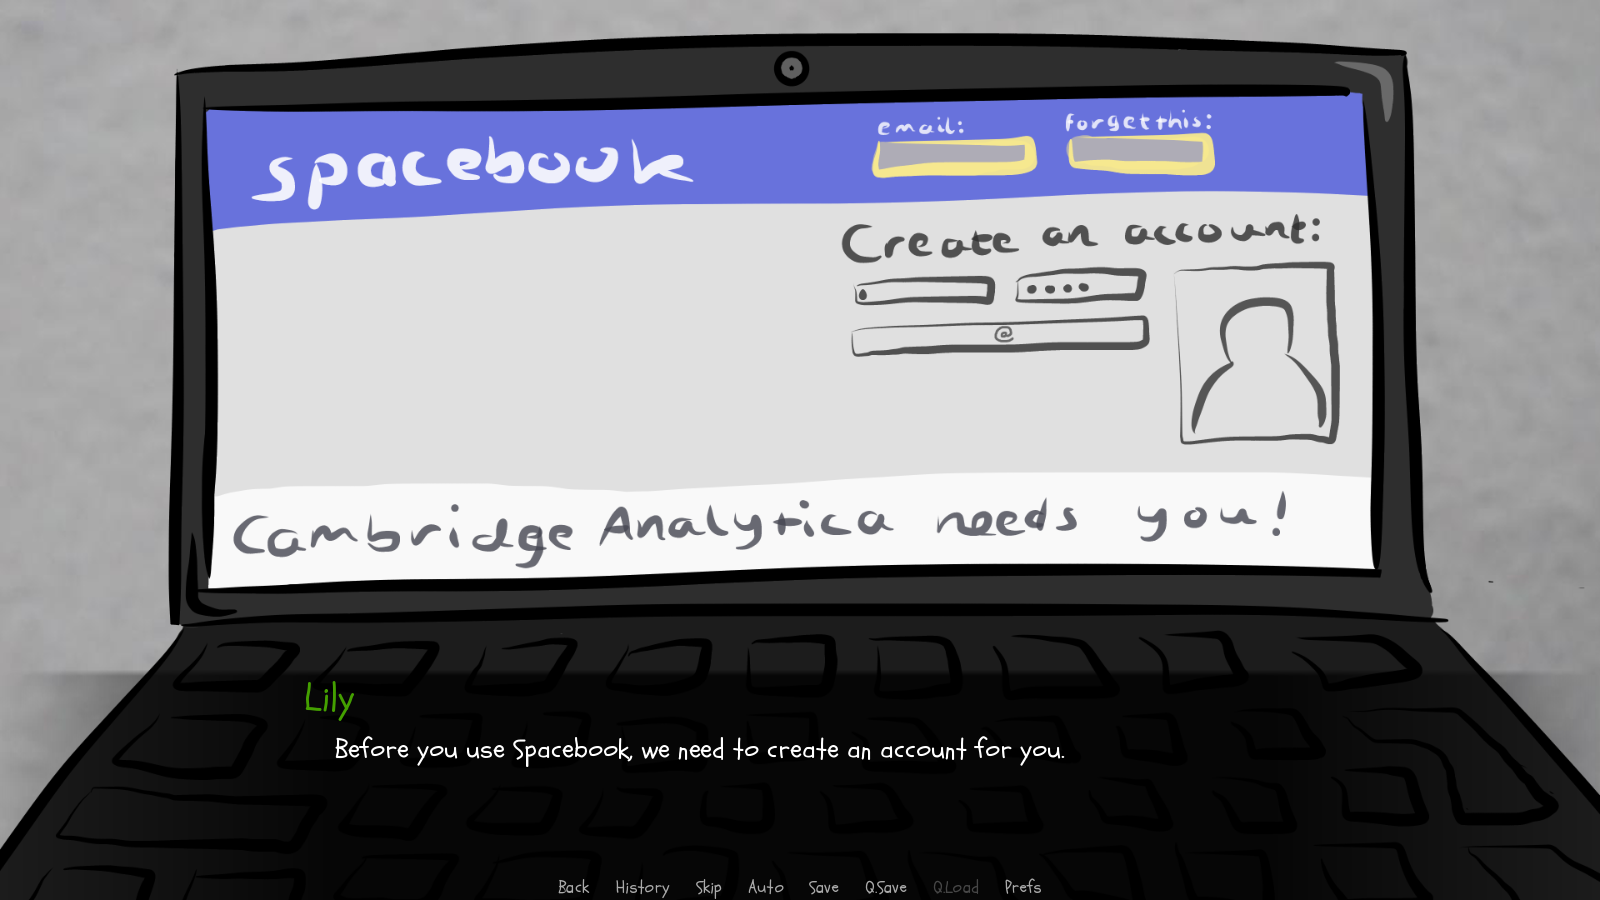 spacebook
email:
forget this:
Create an account:
@
Cambridge Analytica needs you!
Lily
Before you use Spacebook, we need to create an account for you.
Back History Skip Auto Save Q.Save Q.Load Prefs